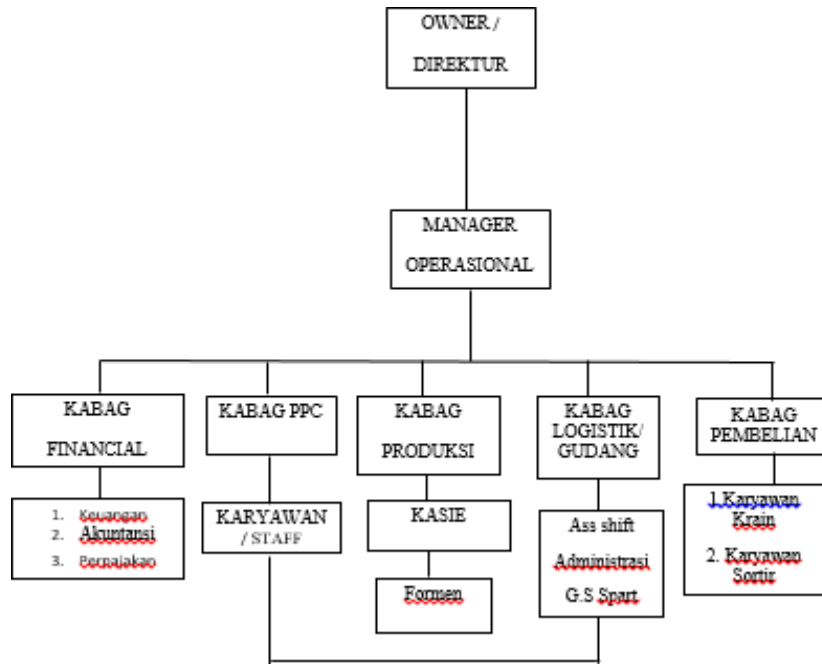 OWNER /
DIREKTUR
MANAGER
OPERASIONAL
KABAG
FINANCIAL
KABAG PPC
KABAG
PRODUKSI
KABAG
LOGISTIK/
GUDANG
KABAG
PEMBELIAN
1. Keuangan
2. Akuntansi
3. Perpajakan
KARYAWAN
/ STAFF
KASIE
Formen
Ass shift
Administrasi
G.S Spart
1.Karyawan
Krain
2. Karyawan
Sortir